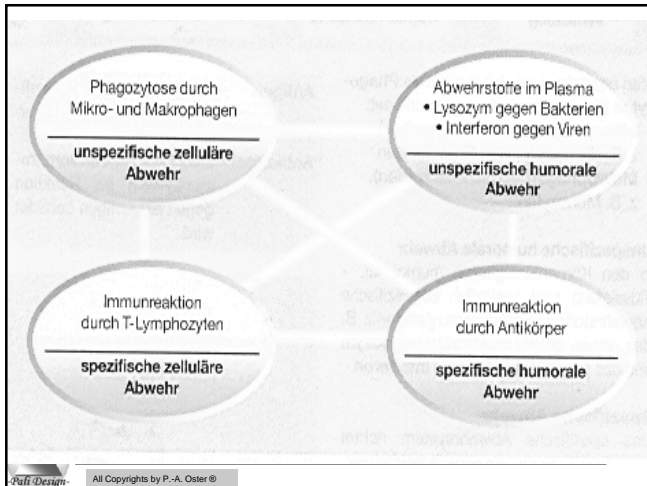 Phagozytose durch
Mikro- und Makrophagen
unspezifische zelluläre
Abwehr
Abwehrstoffe im Plasma
• Lysozym gegen Bakterien
• Interferon gegen Viren
unspezifische humorale
Abwehr
Immunreaktion
durch T-Lymphozyten
spezifische zelluläre
Abwehr
Immunreaktion
durch Antikörper
spezifische humorale
Abwehr
-Pali Design-
All Copyrights by P.-A. Oster ®